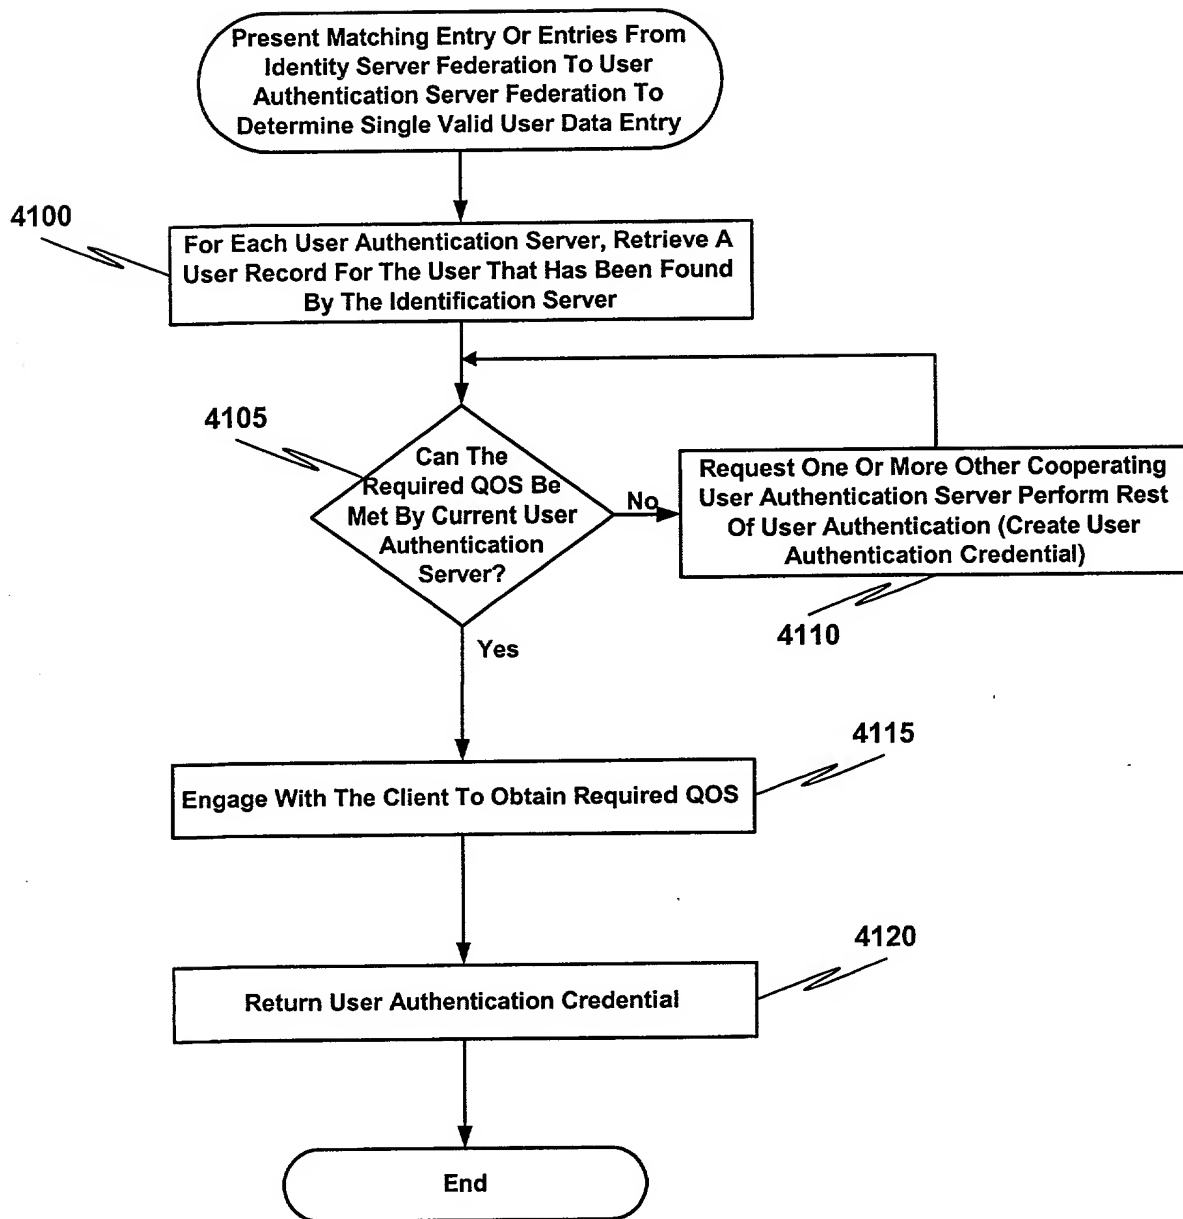 Present Matching Entry Or Entries From
Identity Server Federation To User
Authentication Server Federation To
Determine Single Valid User Data Entry
4100
For Each User Authentication Server, Retrieve A
User Record For The User That Has Been Found
By The Identification Server
4105
Can The
Required QOS Be
Met By Current User
Authentication
Server?
No
Request One Or More Other Cooperating
User Authentication Server Perform Rest
Of User Authentication (Create User
Authentication Credential)
4110
Yes
4115
Engage With The Client To Obtain Required QOS
4120
Return User Authentication Credential
End